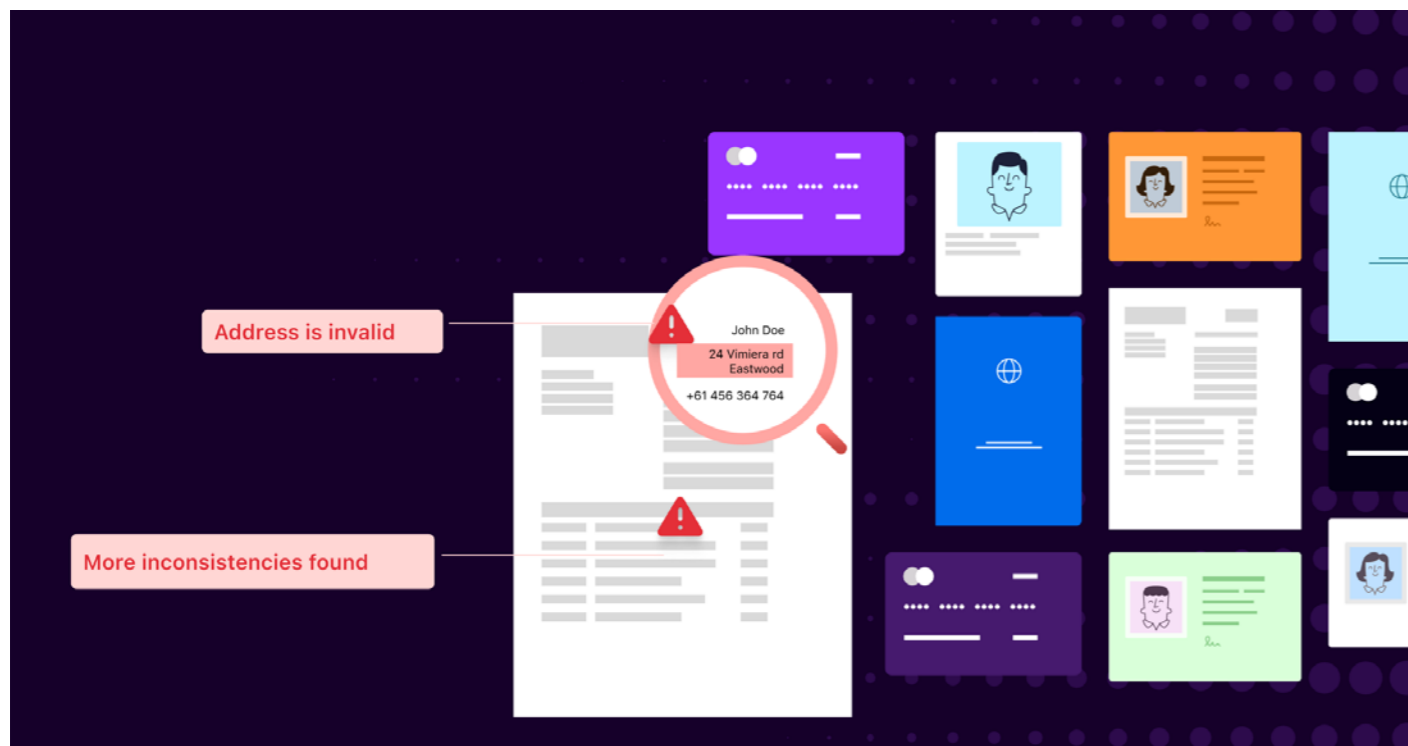 John Doe
Address is invalid
24 Vimiera rd
Eastwood
+61 456 364 764
More inconsistencies found